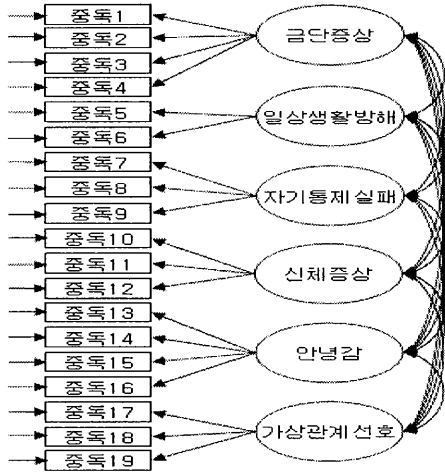 중독1
중독2
중독3
중독4
중독5
중독6
중독7
중독8
중독9
중독10
중독11
중독12
중독13
중독14
중독15
중독16
중독17
중독18
중독19
금단증상
일상생활방해
자기통제실패
신체증상
안녕감
가상관계선호